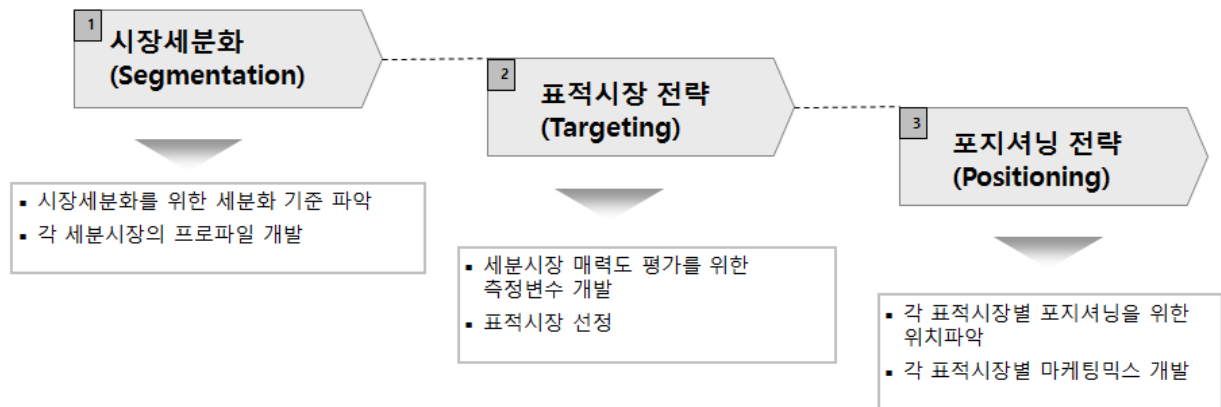 1
시장세분화
(Segmentation)
▪ 시장세분화를 위한 세분화 기준 파악
▪ 각 세분시장의 프로파일 개발
2
표적시장 전략
(Targeting)
▪ 세분시장 매력도 평가를 위한
측정변수 개발
▪ 표적시장 선정
3
포지셔닝 전략
(Positioning)
▪ 각 표적시장별 포지셔닝을 위한
위치파악
▪ 각 표적시장별 마케팅믹스 개발